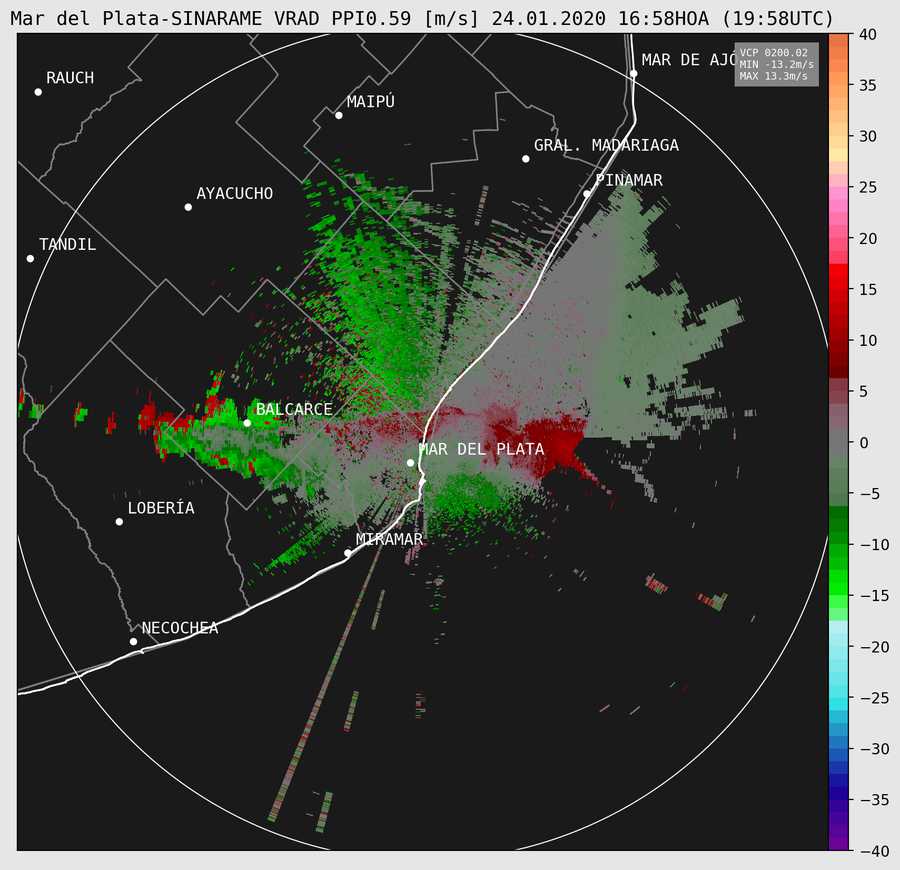 Mar del Plata-SINARAME VRAD PPI0.59 [m/s] 24.01.2020 16:58HOA (19:58UTC)
VCP 0200.02
MIN -13.2m/s
MAX 13.3m/s
MAR DE AJÓ
RAUCH
MAIPÚ
GRAL. MADARIAGA
PINAMAR
AYACUCHO
TANDIL
BALCARCE
MAR DEL PLATA
LOBERÍA
MIRAMAR
NECOCHEA
40
35
30
25
20
15
10
5
0
−5
−10
−15
−20
−25
−30
−35
−40